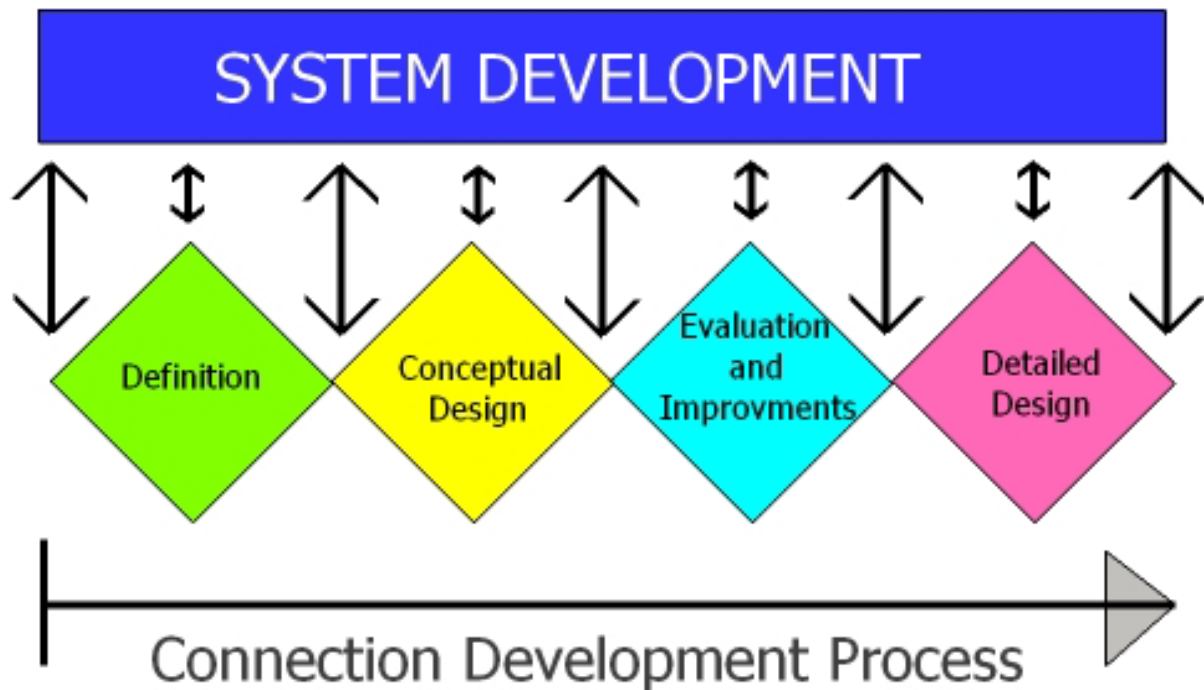 SYSTEM DEVELOPMENT
Definition
Conceptual
Design
Evaluation
and
Improvments
Detailed
Design
Connection Development Process